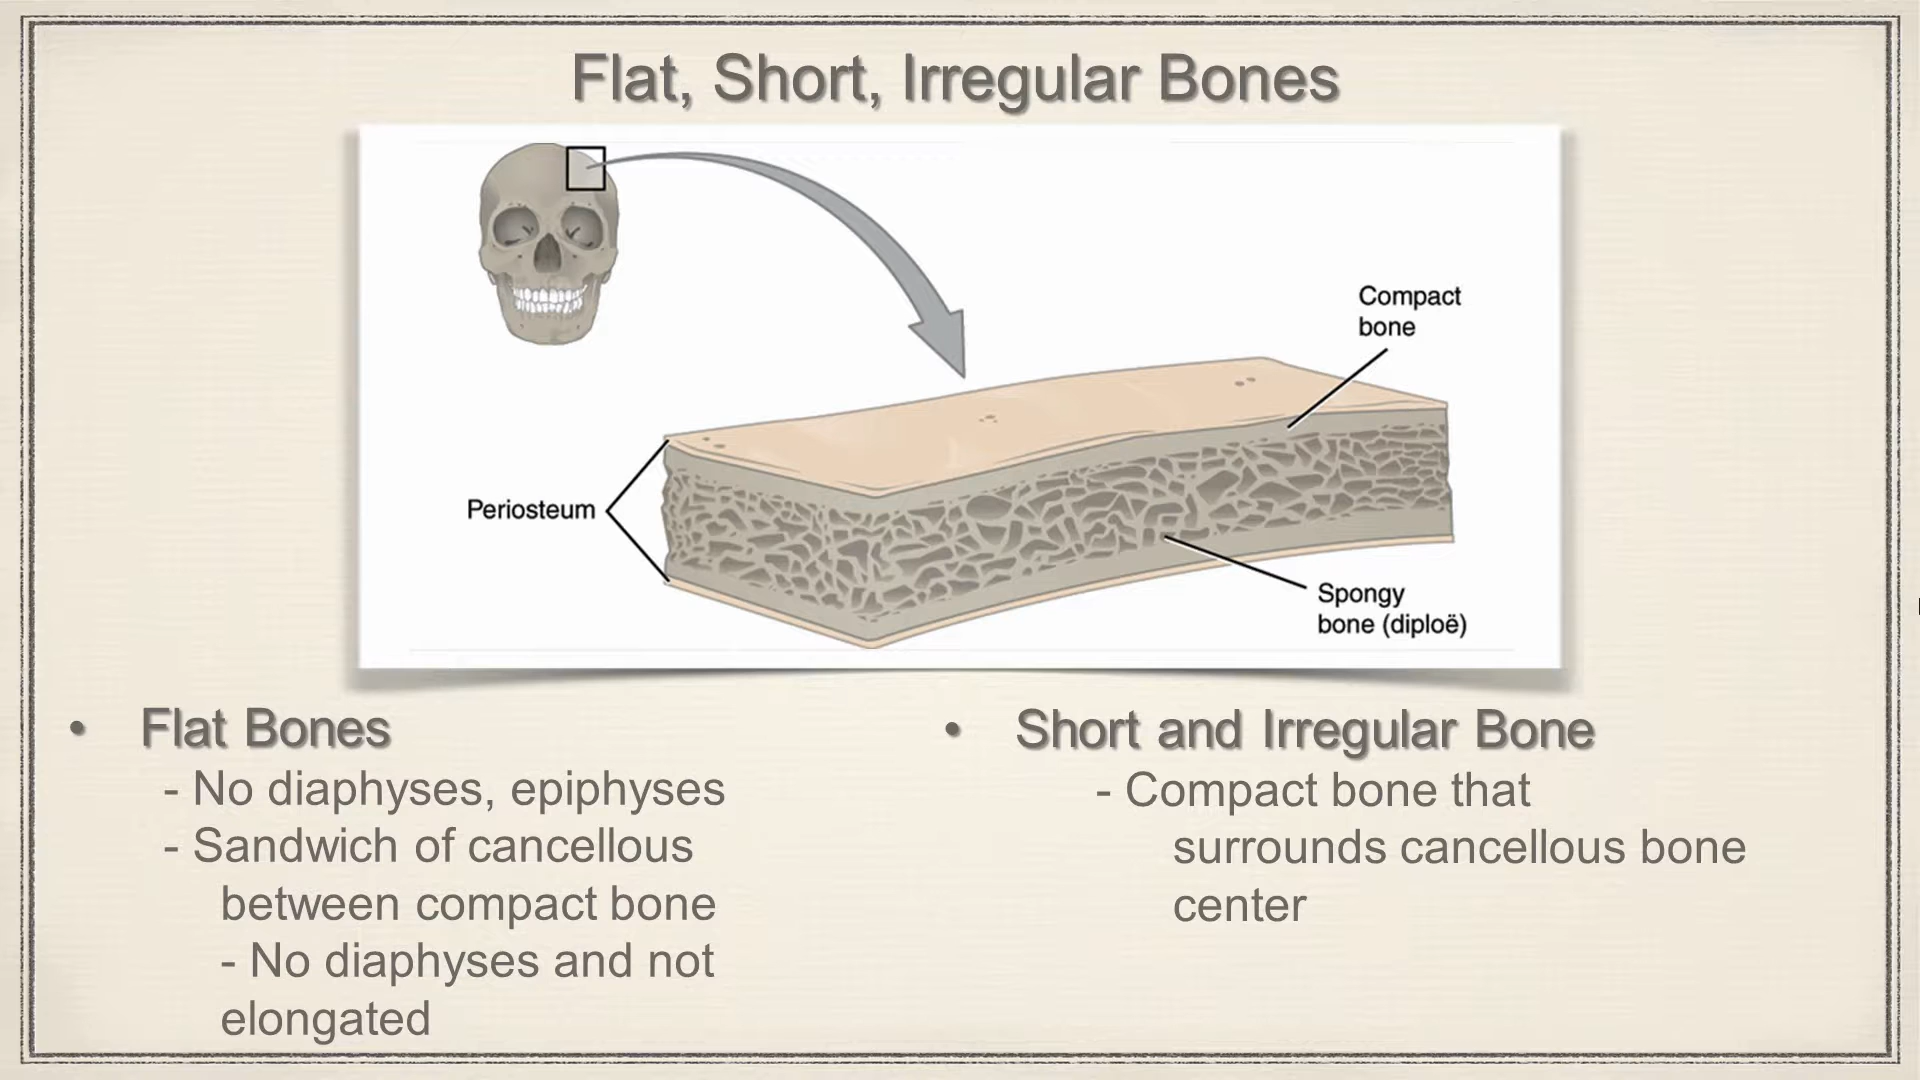 Flat, Short, Irregular Bones
Compact
bone
Periosteum
Spongy
bone (diploë)
• Flat Bones
- No diaphyses, epiphyses
- Sandwich of cancellous
between compact bone
- No diaphyses and not
elongated
• Short and Irregular Bone
- Compact bone that
surrounds cancellous bone
center